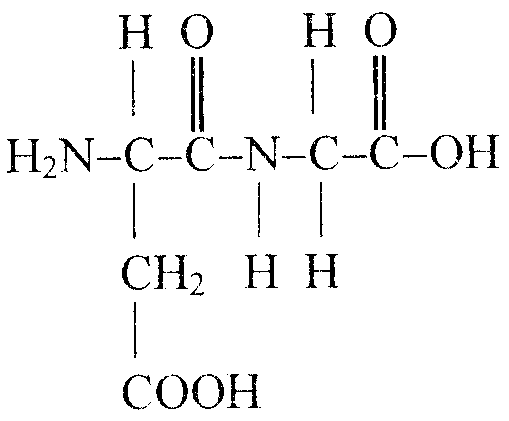 H O H O
H₂N–C–C–N–C–C–OH
CH₂ H H
COOH